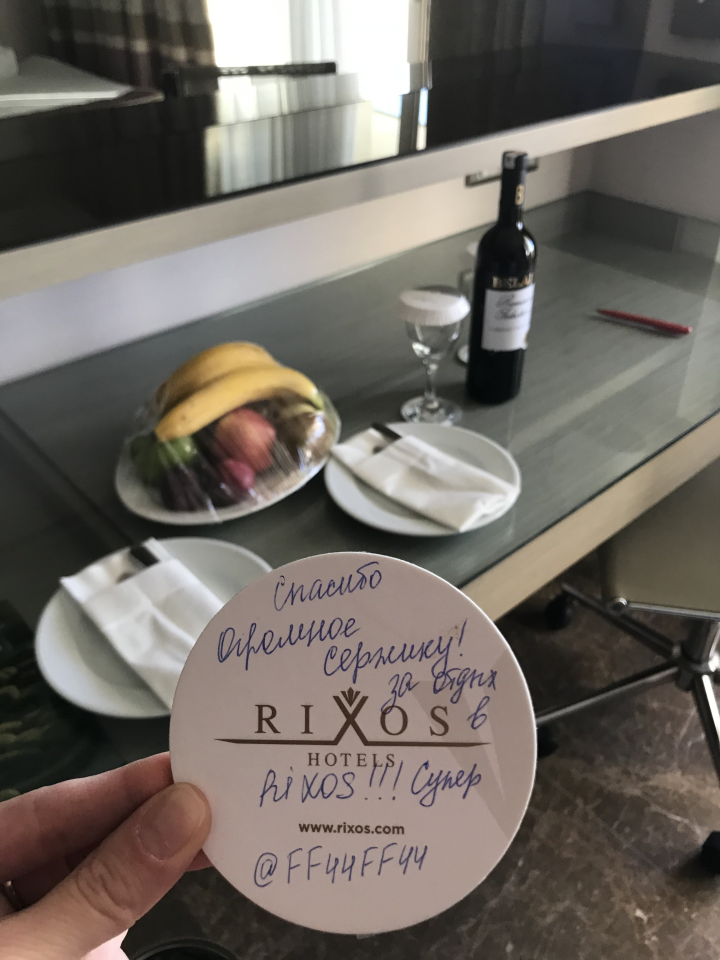 Спасибо
Огромное
Сержику!
за отдых
RIXOS в
HOTELS
RiXOS!!! Супер
www.rixos.com
@FF44FF44